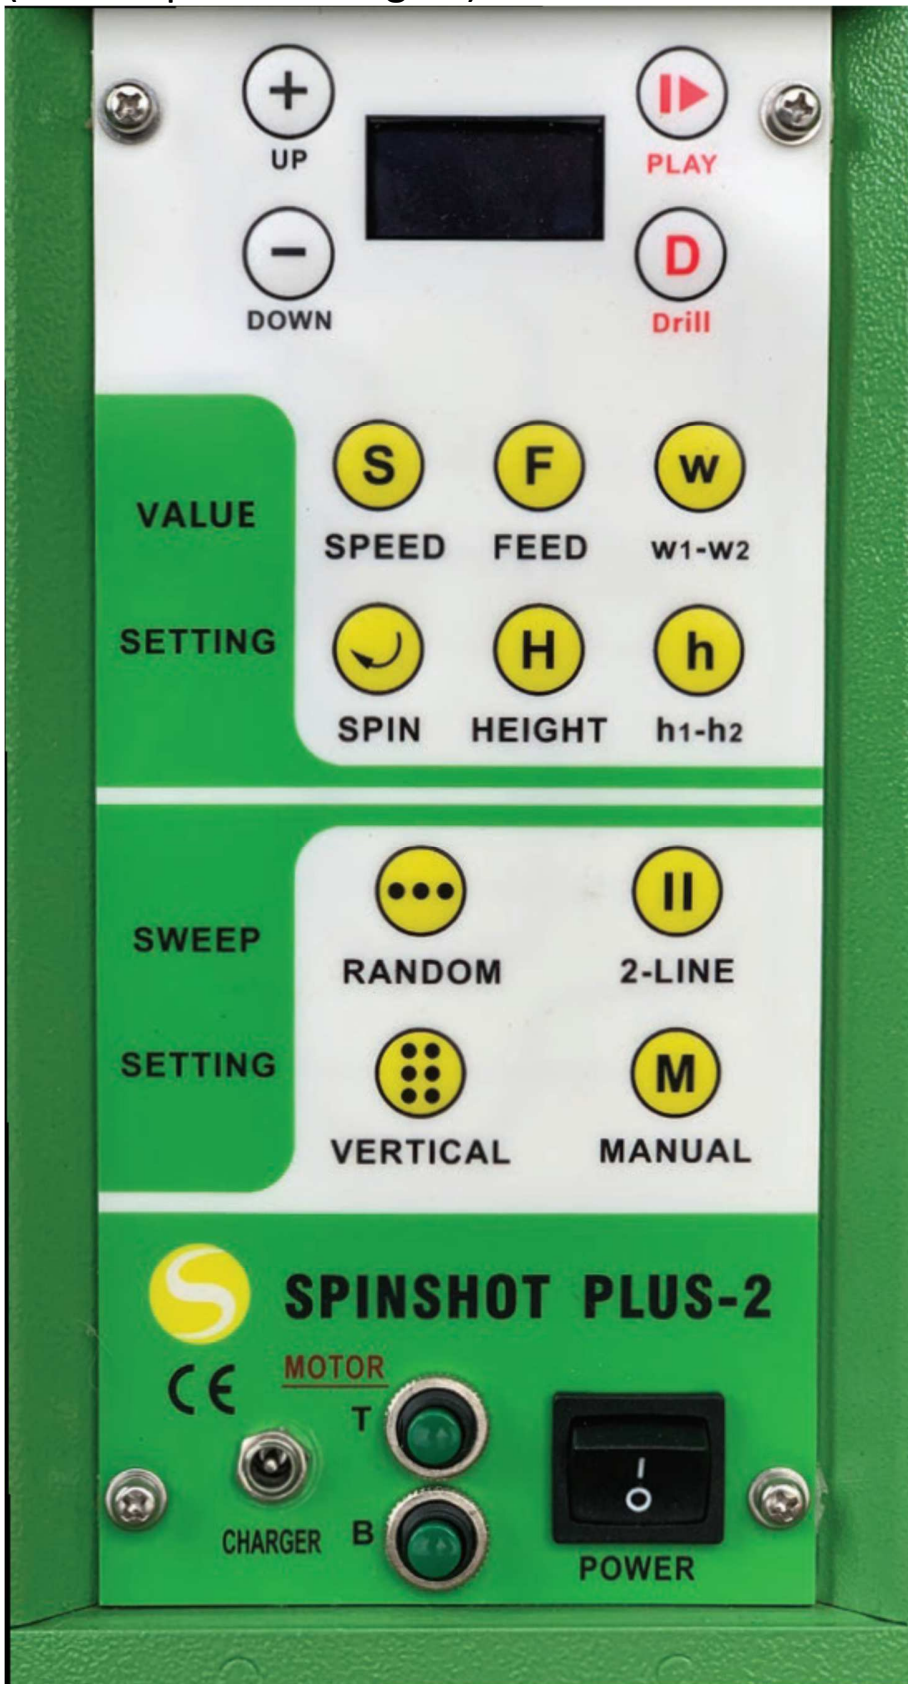 +
UP
PLAY
-
DOWN
D
Drill
VALUE
SETTING
S
SPEED
F
FEED
w
w1-w2
SPIN
H
HEIGHT
h
h1-h2
SWEEP
SETTING
RANDOM
2-LINE
VERTICAL
M
MANUAL
S
SPINSHOT PLUS-2
CE
MOTOR
T
B
CHARGER
I
O
POWER